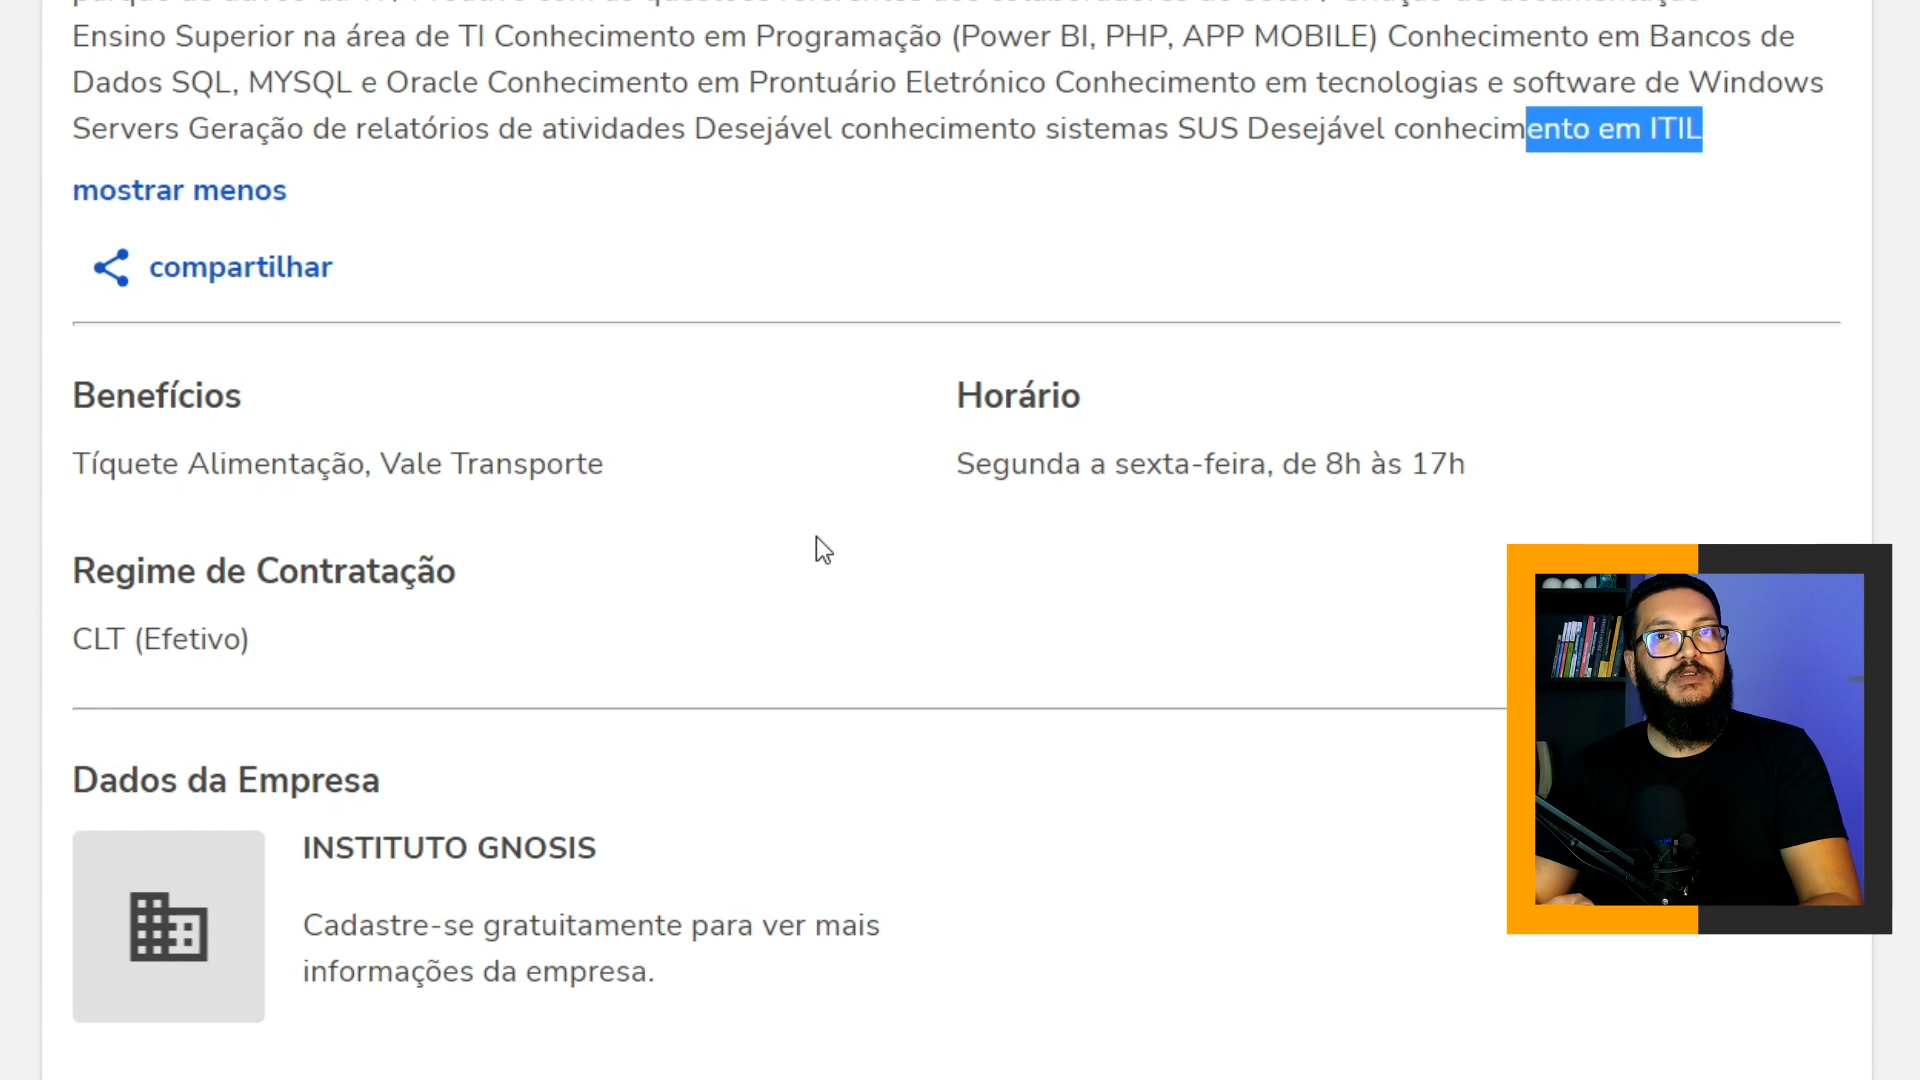 Ensino Superior na área de TI Conhecimento em Programação (Power BI, PHP, APP MOBILE) Conhecimento em Bancos de
Dados SQL, MYSQL e Oracle Conhecimento em Prontuário Eletrónico Conhecimento em tecnologias e software de Windows
Servers Geração de relatórios de atividades Desejável conhecimento sistemas SUS Desejável conhecimento em ITIL
mostrar menos
compartilhar
Benefícios
Tíquete Alimentação, Vale Transporte
Horário
Segunda a sexta-feira, de 8h às 17h
Regime de Contratação
CLT (Efetivo)
Dados da Empresa
INSTITUTO GNOSIS
Cadastre-se gratuitamente para ver mais
informações da empresa.